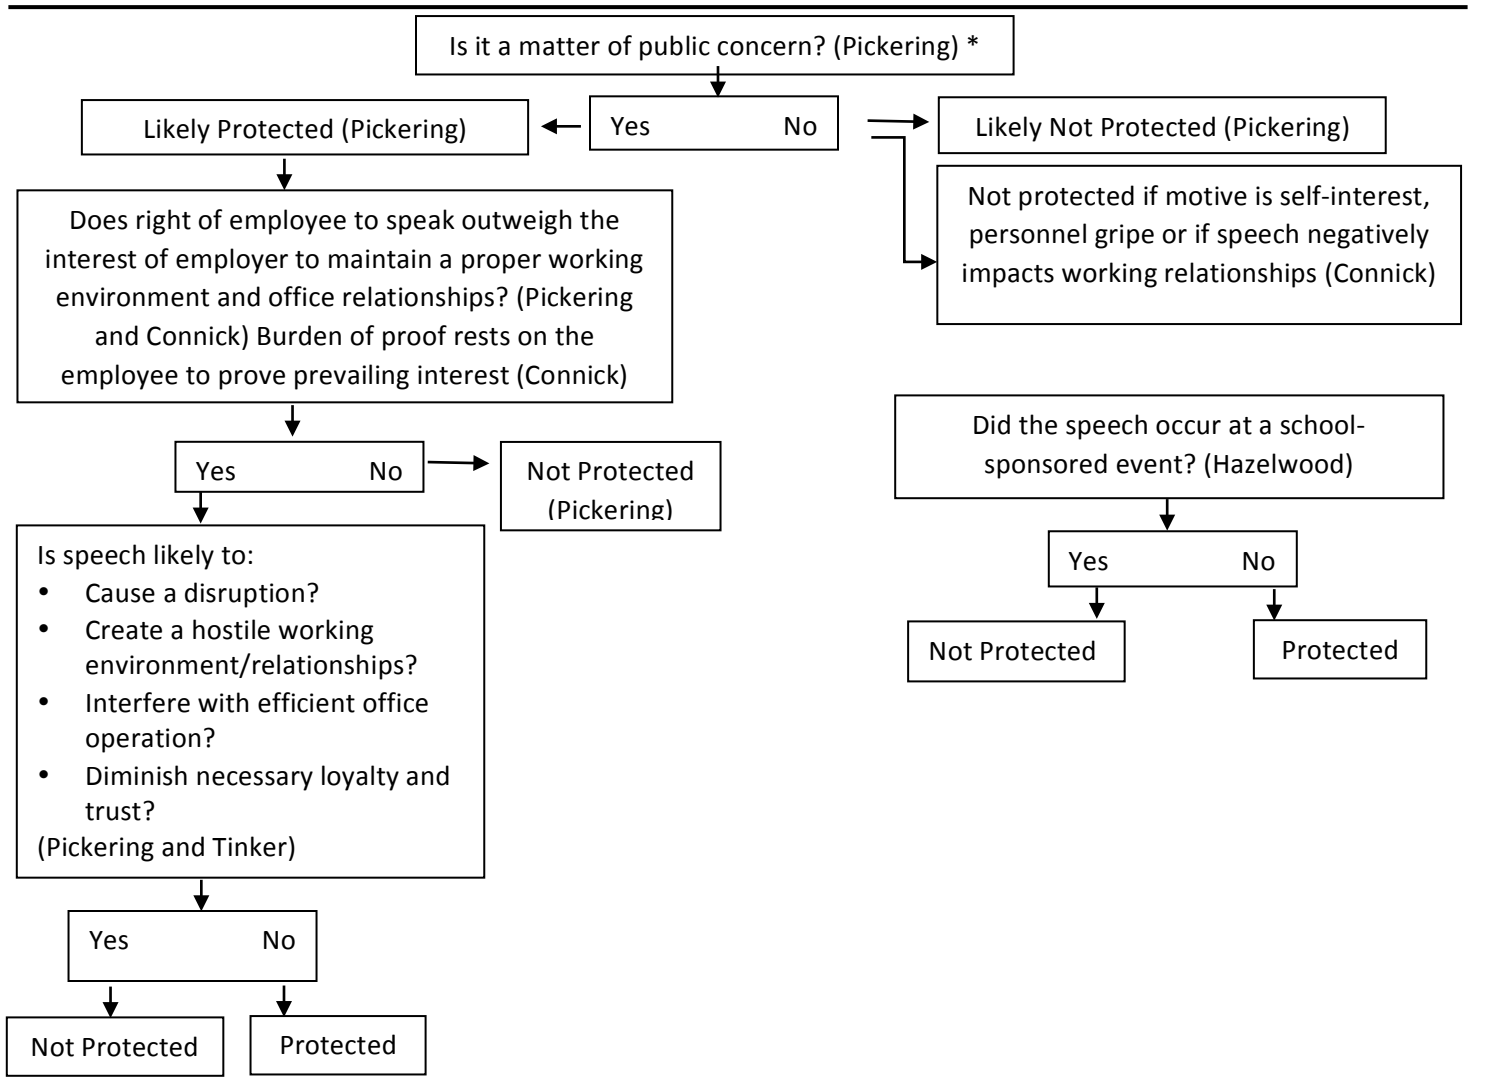 Is it a matter of public concern? (Pickering) *
Likely Protected (Pickering)
Yes No
Likely Not Protected (Pickering)
Not protected if motive is self-interest,
personnel gripe or if speech negatively
impacts working relationships (Connick)
Does right of employee to speak outweigh the
interest of employer to maintain a proper working
environment and office relationships? (Pickering
and Connick) Burden of proof rests on the
employee to prove prevailing interest (Connick)
Yes No
Not Protected
(Pickering)
Is speech likely to:
• Cause a disruption?
• Create a hostile working
environment/relationships?
• Interfere with efficient office
operation?
• Diminish necessary loyalty and
trust?
(Pickering and Tinker)
Yes No
Not Protected
Protected
Did the speech occur at a school-
sponsored event? (Hazelwood)
Yes No
Not Protected
Protected